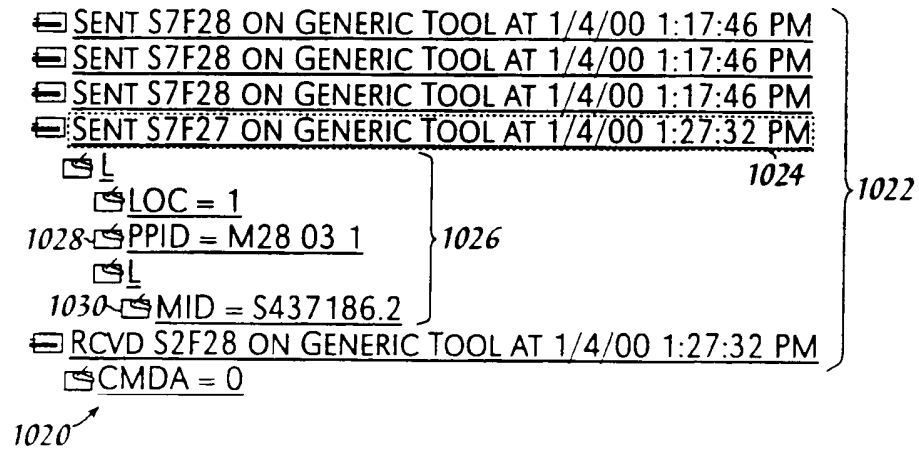 SENT S7F28 ON GENERIC TOOL AT 1/4/00 1:17:46 PM
SENT S7F28 ON GENERIC TOOL AT 1/4/00 1:17:46 PM
SENT S7F28 ON GENERIC TOOL AT 1/4/00 1:17:46 PM
SENT S7F27 ON GENERIC TOOL AT 1/4/00 1:27:32 PM
L 1024 1022
LOC = 1
1028 PPID = M28 03 1 1026
L
1030 MID = S437186.2
RCVD S2F28 ON GENERIC TOOL AT 1/4/00 1:27:32 PM
CMDA = 0
1020